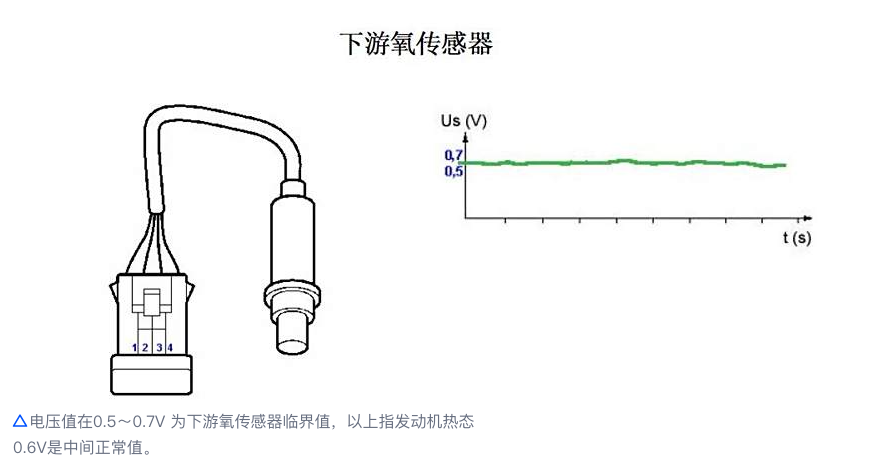 下游氧传感器
Us (V)
0,7
0,5
t (s)
1 2 3 4
△电压值在0.5～0.7V 为下游氧传感器临界值，以上指发动机热态
0.6V是中间正常值。